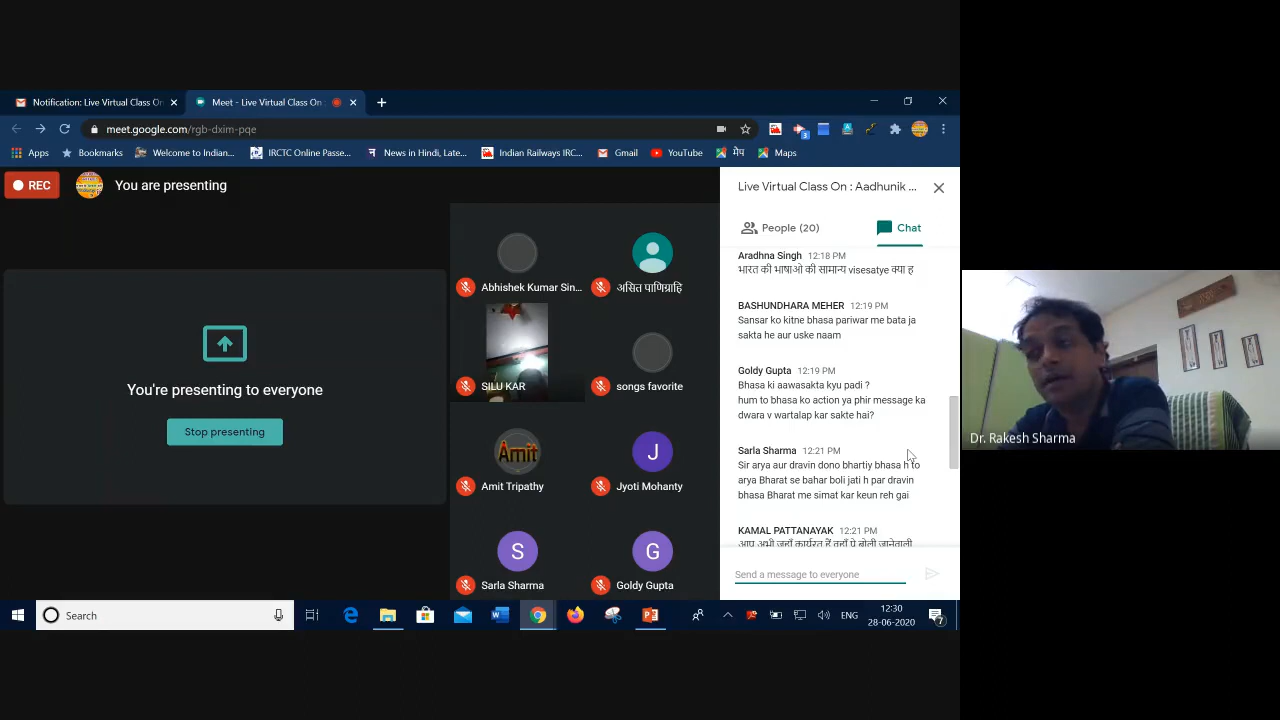 Notification: Live Virtual Class On
Meet - Live Virtual Class On
meet.google.com/rgb-dxim-pqe
3
Apps
Bookmarks
Welcome to Indian...
IRCTC Online Passe...
News in Hindi, Late...
Indian Railways IRC...
Gmail
YouTube
मेप
Maps
REC
You are presenting
You're presenting to everyone
Stop presenting
Abhishek Kumar Sin...
असित पाणिग्राहि
SILU KAR
songs favorite
Amit
Amit Tripathy
J
Jyoti Mohanty
S
Sarla Sharma
G
Goldy Gupta
Live Virtual Class On : Aadhunik ...
People (20)
Chat
Aradhna Singh 12:18 PM
भारत की भाषाओ की सामान्य visesatye क्या ह
BASHUNDHARA MEHER 12:19 PM
Sansar ko kitne bhasa pariwar me bata ja
sakta he aur uske naam
Goldy Gupta 12:19 PM
Bhasa ki aawasakta kyu padi ?
hum to bhasa ko action ya phir message ka
dwara v wartalap kar sakte hai?
Sarla Sharma 12:21 PM
Sir arya aur dravin dono bhartiy bhasa h to
arya Bharat se bahar boli jati h par dravin
bhasa Bharat me simat kar keun reh gai
KAMAL PATTANAYAK 12:21 PM
आप अभी जहाँ कार्यरत हैं वहाँ पे बोली जानेवाली
Send a message to everyone
Dr. Rakesh Sharma
Search
ENG
12:30
28-06-2020
7